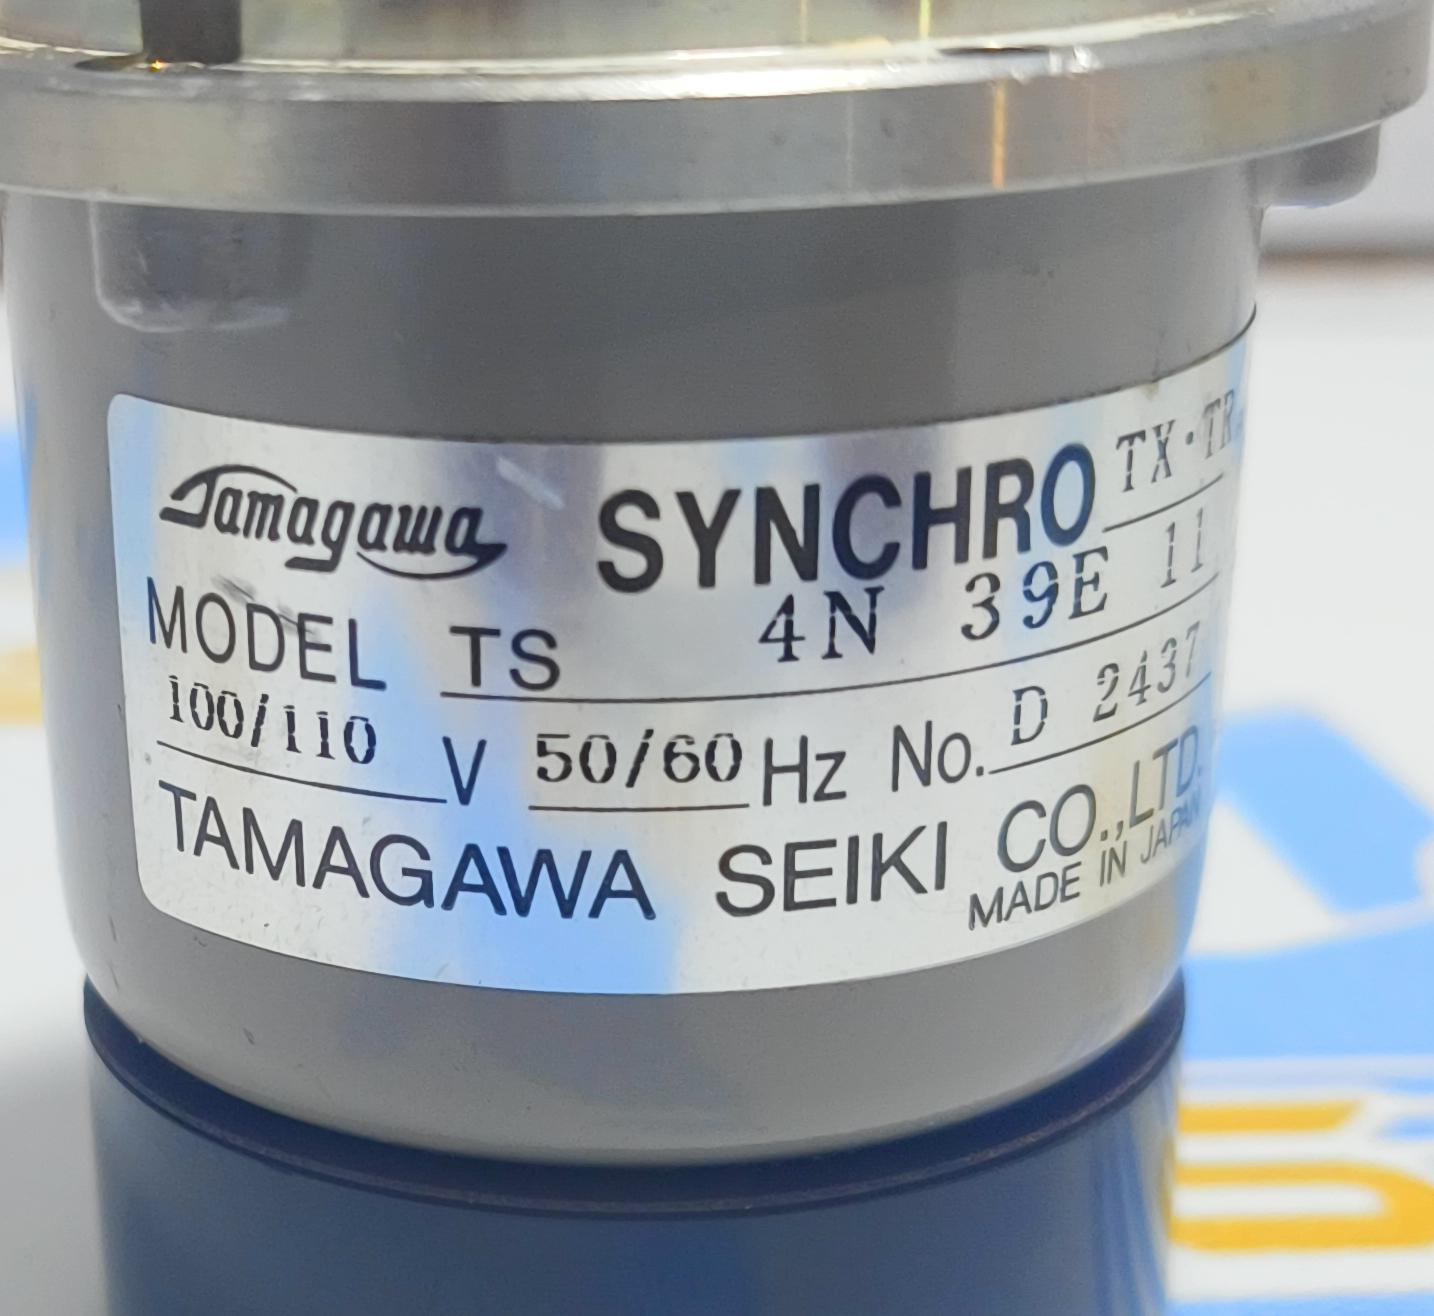 Tamagawa SYNCHRO TX・TR
MODEL TS 4N 39E 11
100/110 V 50/60 Hz No. D 2437
TAMAGAWA SEIKI CO.,LTD.
MADE IN JAPAN